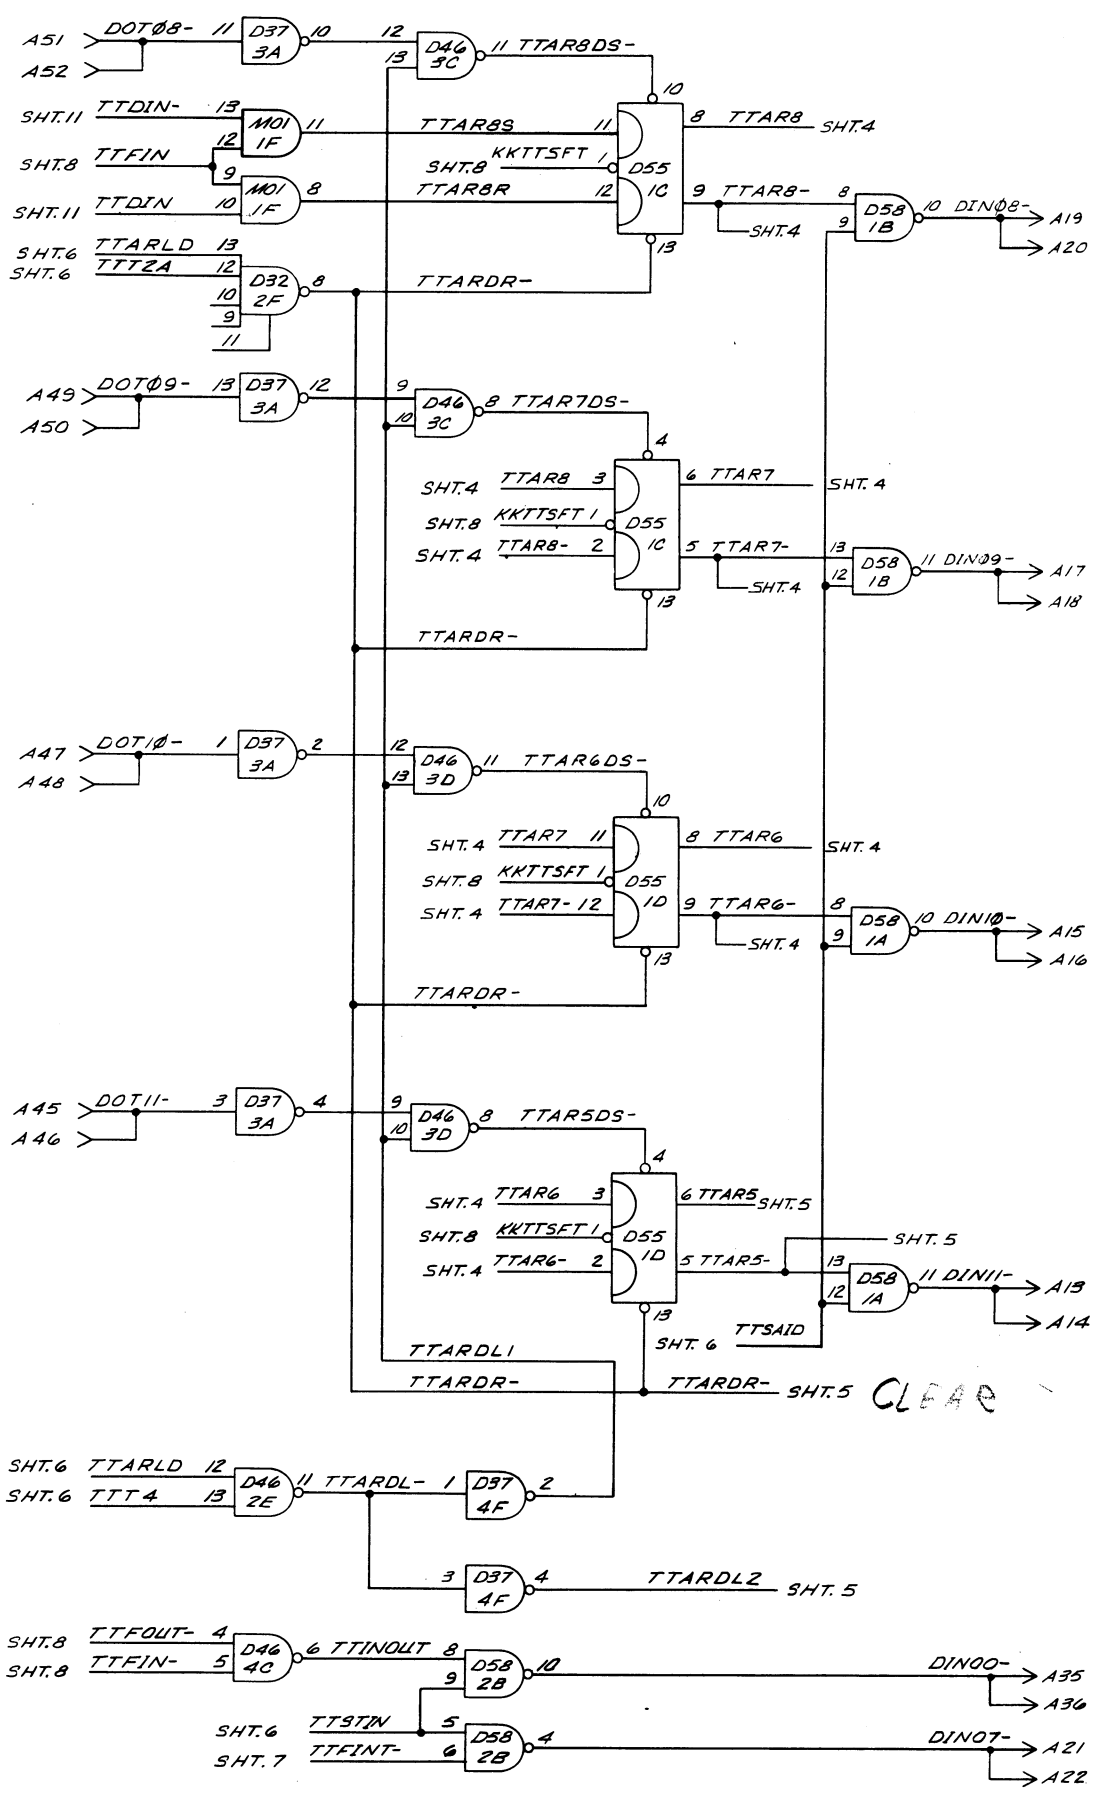 A51 DOTØ8- 11 D37 3A 10 12 D46 3C 11 TTAR8DS-
A52 13
10
SHT.11 TTDIN- 13 M01 1F 11 TTAR8S 11 8 TTAR8 SHT.4
SHT.8 TTFIN 12 SHT.8 KKTTSFT 1 D55 1C
9 M01 1F 8 TTAR8R 12 9 TTAR8- 8 D58 1B 10 DINØ8- A19
SHT.11 TTDIN 10 SHT.4 9 A20
13
SHT.6 TTARLD 13
SHT.6 TTT2A 12 D32 2F 8 TTARDR-
10
9
11
A49 DOTØ9- 13 D37 3A 12 9 D46 3C 8 TTAR7DS-
A50 10
4
SHT.4 TTAR8 3 6 TTAR7 SHT.4
SHT.8 KKTTSFT 1 D55 1C
SHT.4 TTAR8- 2 5 TTAR7- 13 D58 1B 11 DINØ9- A17
SHT.4 12 A18
13
TTARDR-
A47 DOT1Ø- 1 D37 3A 2 12 D46 3D 11 TTAR6DS-
A48 13
10
SHT.4 TTAR7 11 8 TTAR6 SHT.4
SHT.8 KKTTSFT 1 D55 1D
SHT.4 TTAR7- 12 9 TTAR6- 8 D58 1A 10 DIN1Ø- A15
SHT.4 9 A16
13
TTARDR-
A45 DOT11- 3 D37 3A 4 9 D46 3D 8 TTAR5DS-
A46 10
4
SHT.4 TTAR6 3 6 TTAR5 SHT.5
SHT.8 KKTTSFT 1 D55 1D SHT.5
SHT.4 TTAR6- 2 5 TTAR5- 13 D58 1A 11 DIN11- A13
12 A14
13
SHT.6 TTSAID
TTARDL1
TTARDR- TTARDR- SHT.5 CLEAR
SHT.6 TTARLD 12 D46 2E 11 TTARDL- 1 D37 4F 2
SHT.6 TTT4 13
3 D37 4F 4 TTARDL2 SHT.5
SHT.8 TTFOUT- 4 D46 4C 6 TTINOUT 8 D58 2B 10 DIN00- A35
SHT.8 TTFIN- 5 9 A36
SHT.6 TTSTIN 5 D58 2B 4 DIN07- A21
SHT.7 TTFINT- 6 A22